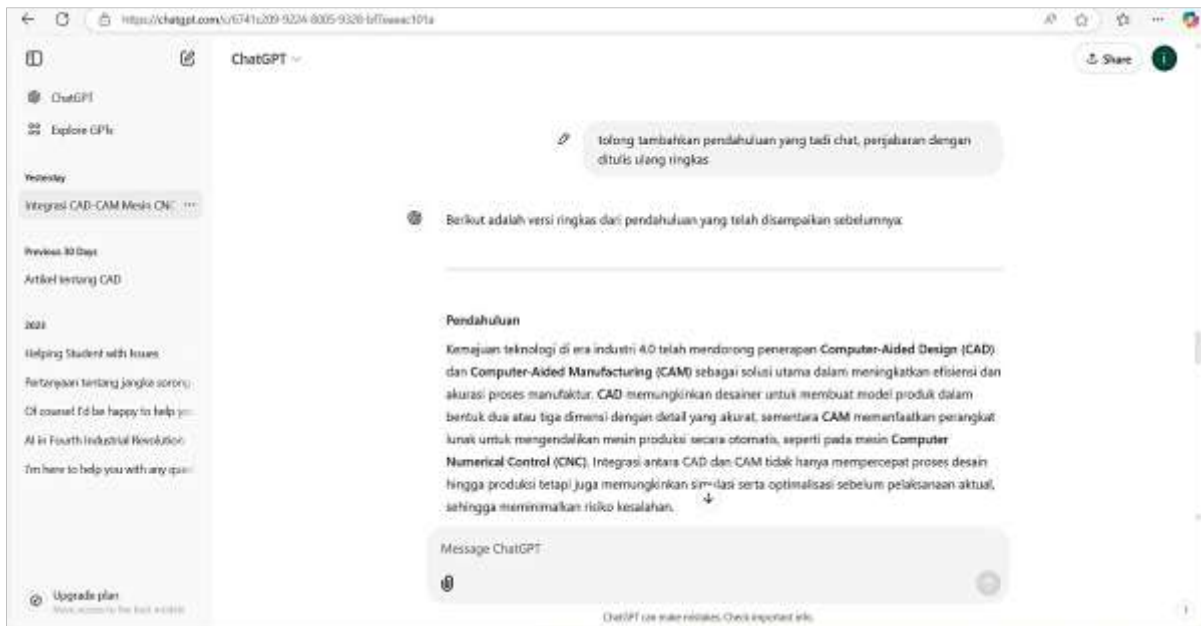 https://chatgpt.com/c/6741c209-9224-8005-9328-
ChatGPT
Share
ChatGPT
Explore GPTs
Yesterday
Integrasi CAD-CAM Mesin CNC ...
Previous 30 Days
Artikel tentang CAD
2023
Helping Student with Issues
Pertanyaan tentang jangka sorong
Of course! I'd be happy to help
AI in Fourth Industrial Revolution
I'm here to help you with any
Upgrade plan
tolong tambahkan pendahuluan yang tadi chat, penjabaran dengan
ditulis ulang ringkas
Berikut adalah versi ringkas dari pendahuluan yang telah disampaikan sebelumnya:
Pendahuluan
Kemajuan teknologi di era industri 4.0 telah mendorong penerapan Computer-Aided Design (CAD)
dan Computer-Aided Manufacturing (CAM) sebagai solusi utama dalam meningkatkan efisiensi dan
akurasi proses manufaktur. CAD memungkinkan desainer untuk membuat model produk dalam
bentuk dua atau tiga dimensi dengan detail yang akurat, sementara CAM memanfaatkan perangkat
lunak untuk mengendalikan mesin produksi secara otomatis, seperti pada mesin Computer
Numerical Control (CNC). Integrasi antara CAD dan CAM tidak hanya mempercepat proses desain
hingga produksi tetapi juga memungkinkan simulasi serta optimalisasi sebelum pelaksanaan aktual,
sehingga meminimalkan risiko kesalahan.
Message ChatGPT
ChatGPT can make mistakes. Check important info.